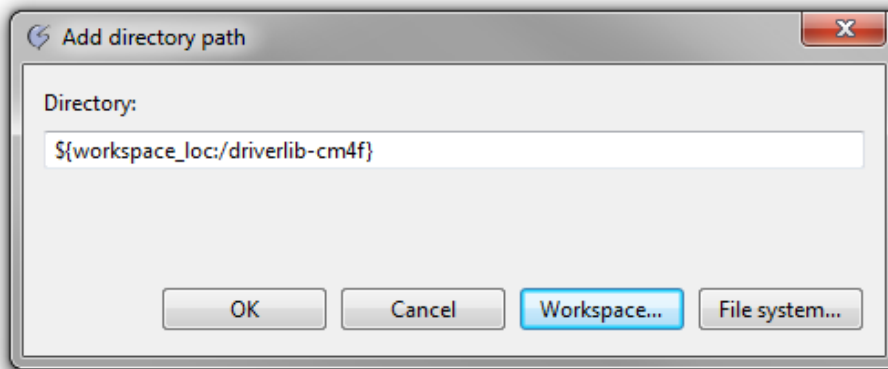 Add directory path
Directory:
${workspace_loc:/driverlib-cm4f}
OK Cancel Workspace... File system...